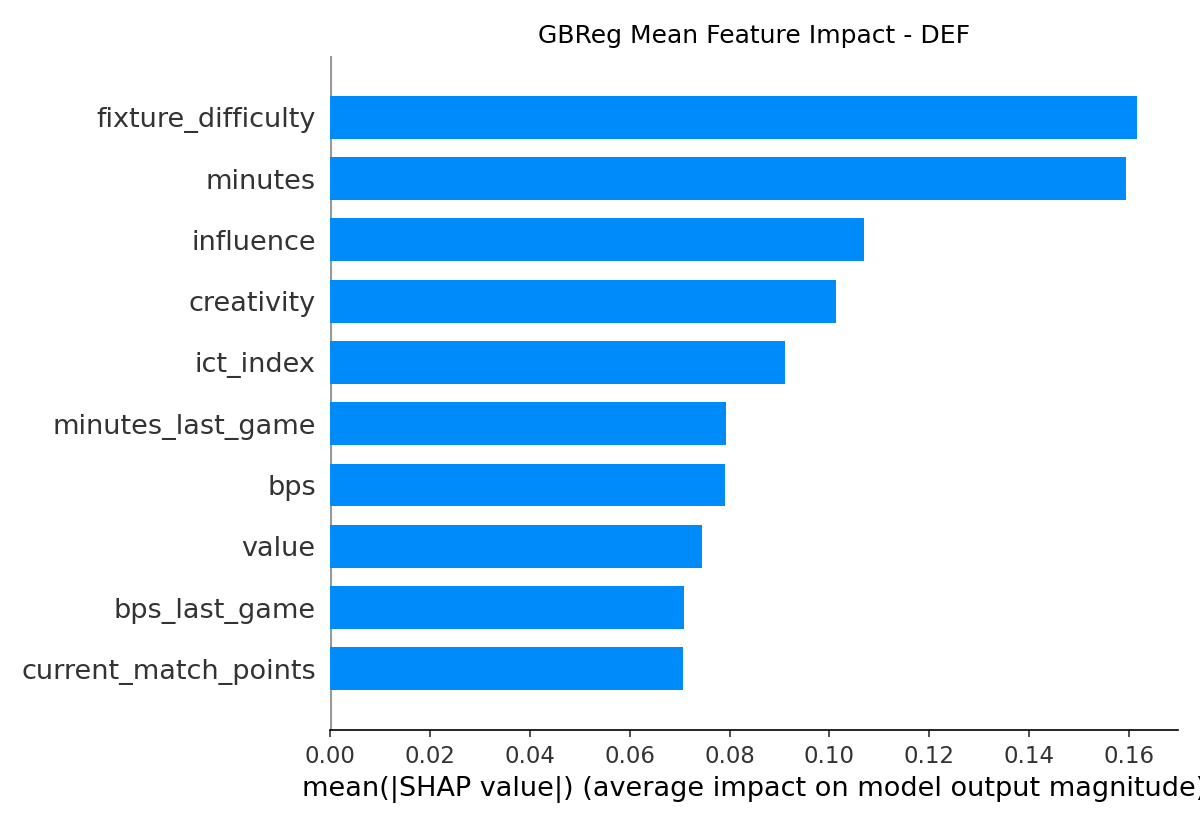 GBReg Mean Feature Impact - DEF
fixture_difficulty
minutes
influence
creativity
ict_index
minutes_last_game
bps
value
bps_last_game
current_match_points
0.00 0.02 0.04 0.06 0.08 0.10 0.12 0.14 0.16
mean(|SHAP value|) (average impact on model output magnitude)